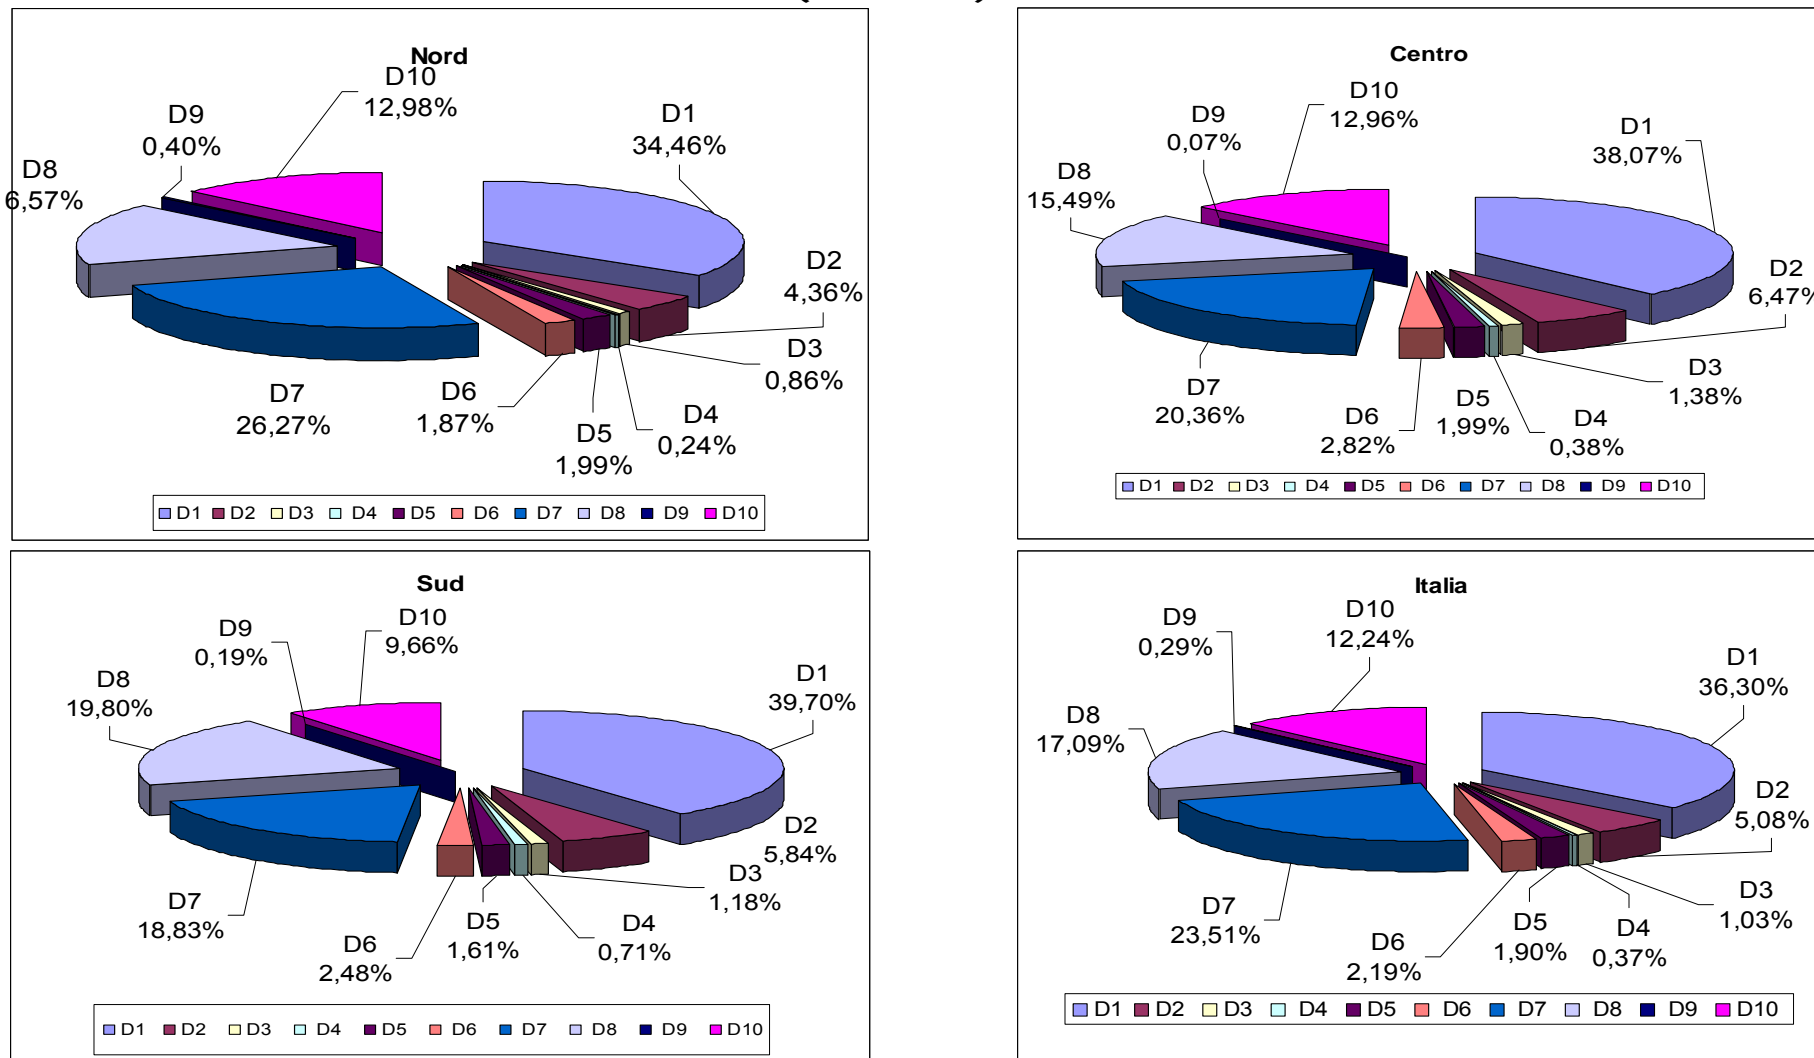 Nord
D10
12,98%
D9
0,40%
D1
34,46%
D8
6,57%
D2
4,36%
D3
0,86%
D7
26,27%
D6
1,87%
D5
1,99%
D4
0,24%
D1 D2 D3 D4 D5 D6 D7 D8 D9 D10
Centro
D10
12,96%
D9
0,07%
D1
38,07%
D8
15,49%
D2
6,47%
D3
1,38%
D7
20,36%
D6
2,82%
D5
1,99%
D4
0,38%
D1 D2 D3 D4 D5 D6 D7 D8 D9 D10
Sud
D10
9,66%
D9
0,19%
D1
39,70%
D8
19,80%
D2
5,84%
D3
1,18%
D7
18,83%
D6
2,48%
D5
1,61%
D4
0,71%
D1 D2 D3 D4 D5 D6 D7 D8 D9 D10
Italia
D10
12,24%
D9
0,29%
D1
36,30%
D8
17,09%
D2
5,08%
D3
1,03%
D7
23,51%
D6
2,19%
D5
1,90%
D4
0,37%
D1 D2 D3 D4 D5 D6 D7 D8 D9 D10